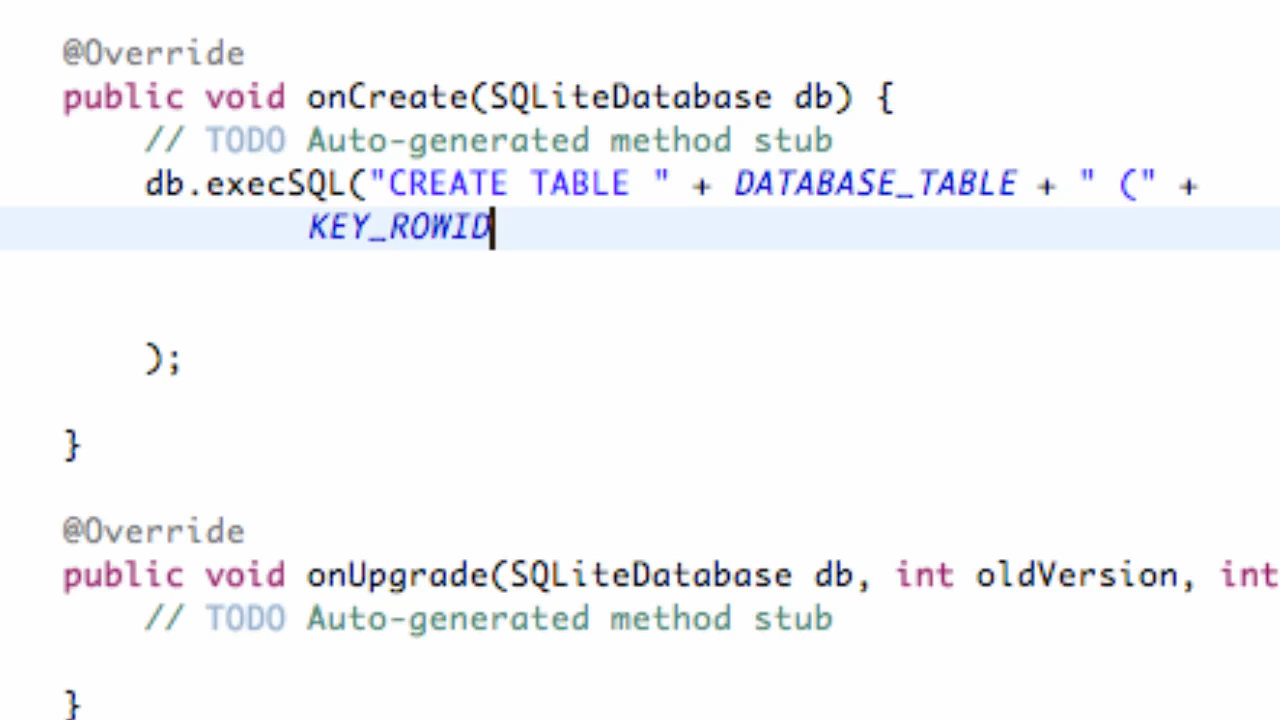 @Override
public void onCreate(SQLiteDatabase db) {
// TODO Auto-generated method stub
db.execSQL("CREATE TABLE " + DATABASE_TABLE + " (" +
KEY_ROWID
);
}
@Override
public void onUpgrade(SQLiteDatabase db, int oldVersion, int
// TODO Auto-generated method stub
}